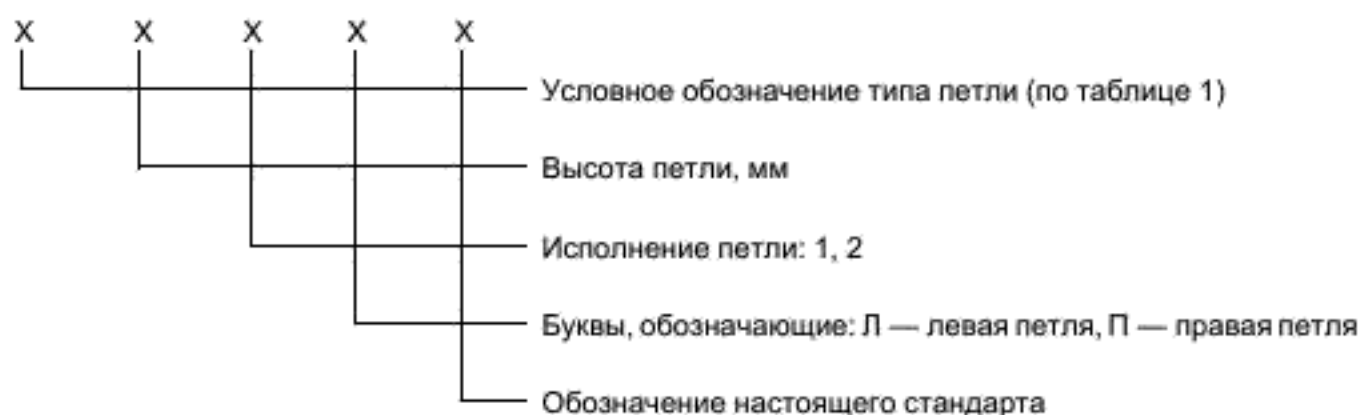 X X X X X
Условное обозначение типа петли (по таблице 1)
Высота петли, мм
Исполнение петли: 1, 2
Буквы, обозначающие: Л — левая петля, П — правая петля
Обозначение настоящего стандарта